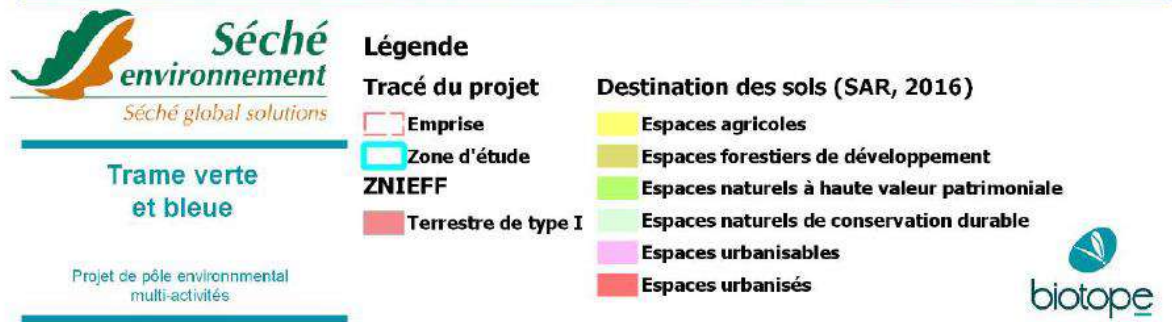 Séché
environnement
Séché global solutions
Trame verte
et bleue
Projet de pôle environnmental
multi-activités
Légende
Tracé du projet
Emprise
Zone d'étude
ZNIEFF
Terrestre de type I
Destination des sols (SAR, 2016)
Espaces agricoles
Espaces forestiers de développement
Espaces naturels à haute valeur patrimoniale
Espaces naturels de conservation durable
Espaces urbanisables
Espaces urbanisés
biotope